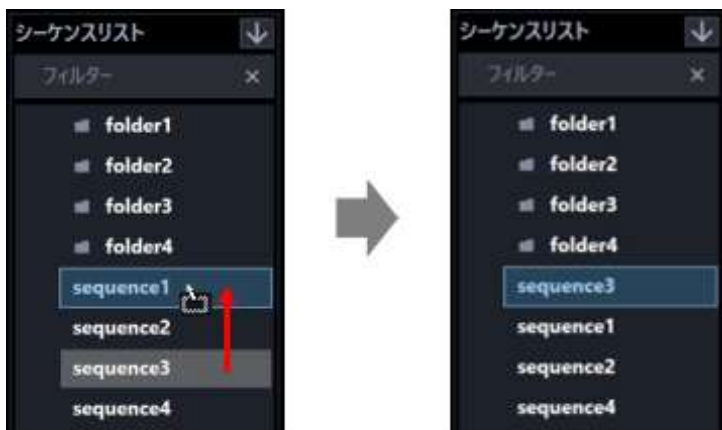 シーケンスリスト
フィルター
folder1
folder2
folder3
folder4
sequence1
sequence2
sequence3
sequence4
シーケンスリスト
フィルター
folder1
folder2
folder3
folder4
sequence3
sequence1
sequence2
sequence4